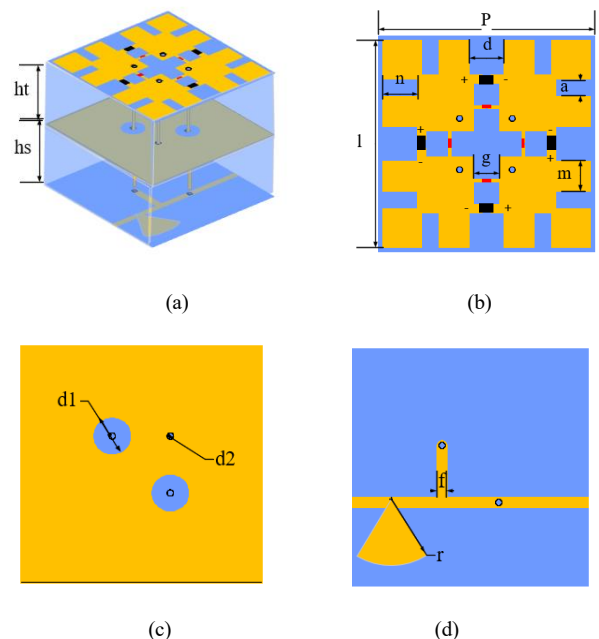 ht
hs
(a)
P
d
n
a
+ -
l
+ -
g
m
+
- +
(b)
d1
d2
(c)
f
r
(d)